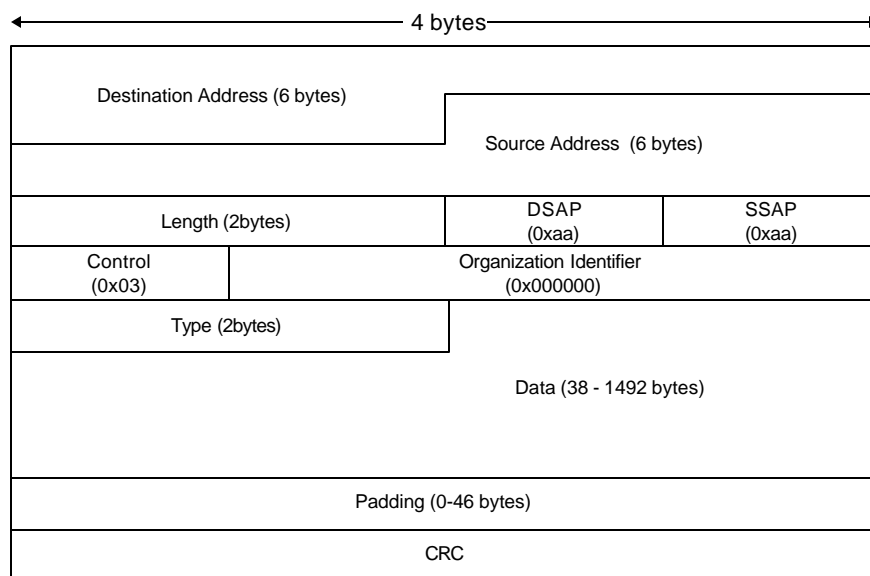 4 bytes
Destination Address (6 bytes)
Source Address (6 bytes)
Length (2bytes)
DSAP
(0xaa)
SSAP
(0xaa)
Control
(0x03)
Organization Identifier
(0x000000)
Type (2bytes)
Data (38 - 1492 bytes)
Padding (0-46 bytes)
CRC